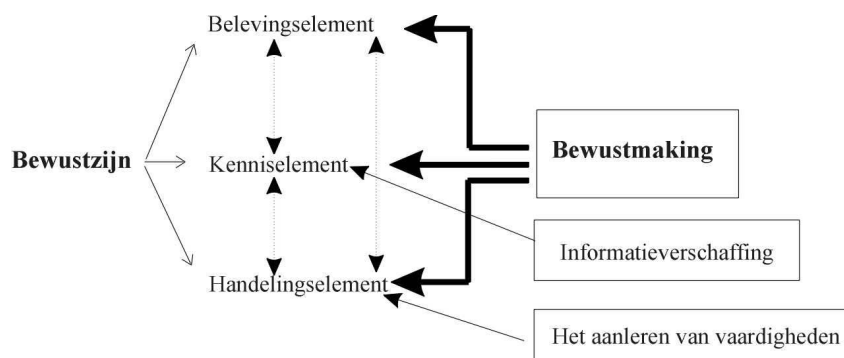 Belevingselement
Bewustzijn
Kenniselement
Handelingselement
Bewustmaking
Informatieverschaffing
Het aanleren van vaardigheden